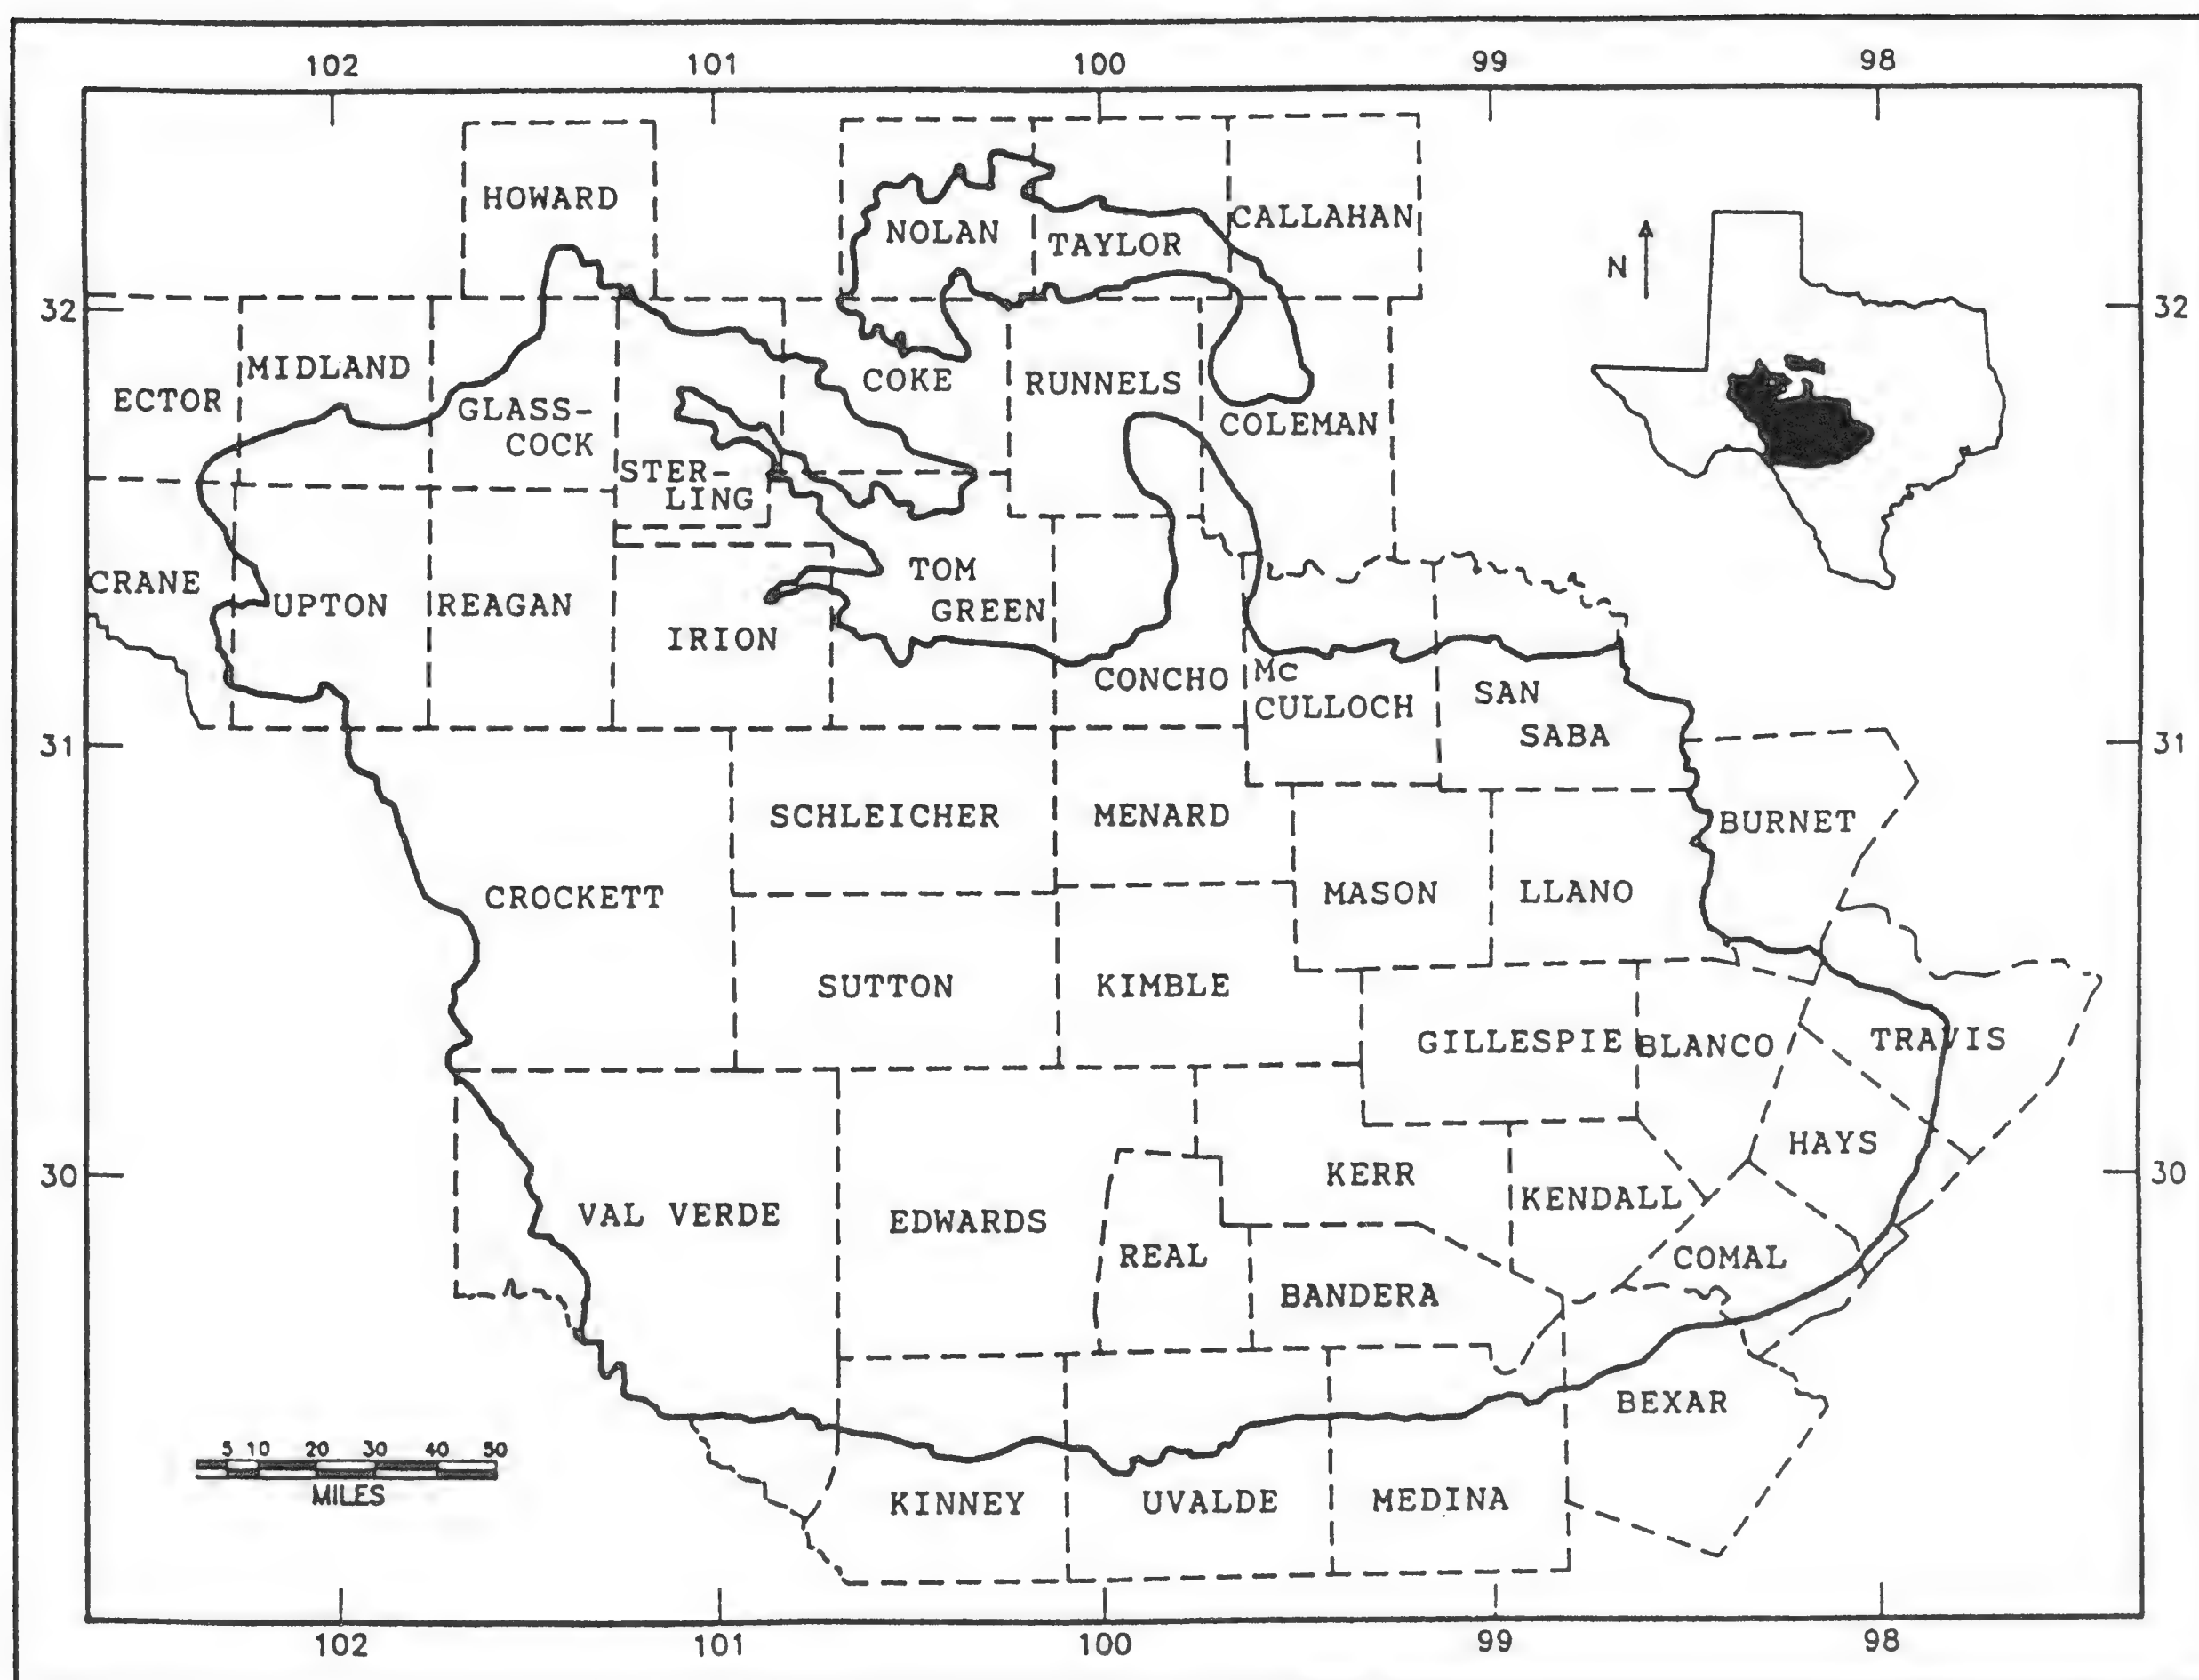 102 101 100 99 98
HOWARD
NOLAN
TAYLOR
CALLAHAN
N
32 32
MIDLAND
ECTOR
GLASS-
COCK
COKE
RUNNELS
COLEMAN
STER-
LING
CRANE
UPTON
REAGAN
IRION
TOM
GREEN
CONCHO
Mc
CULLOCH
SAN
SABA
31 31
SCHLEICHER
MENARD
BURNET
CROCKETT
MASON
LLANO
SUTTON
KIMBLE
GILLESPIE
BLANCO
TRAVIS
HAYS
30 30
VAL VERDE
EDWARDS
REAL
KERR
KENDALL
COMAL
BANDERA
BEXAR
5 10 20 30 40 50
MILES
KINNEY
UVALDE
MEDINA
102 101 100 99 98